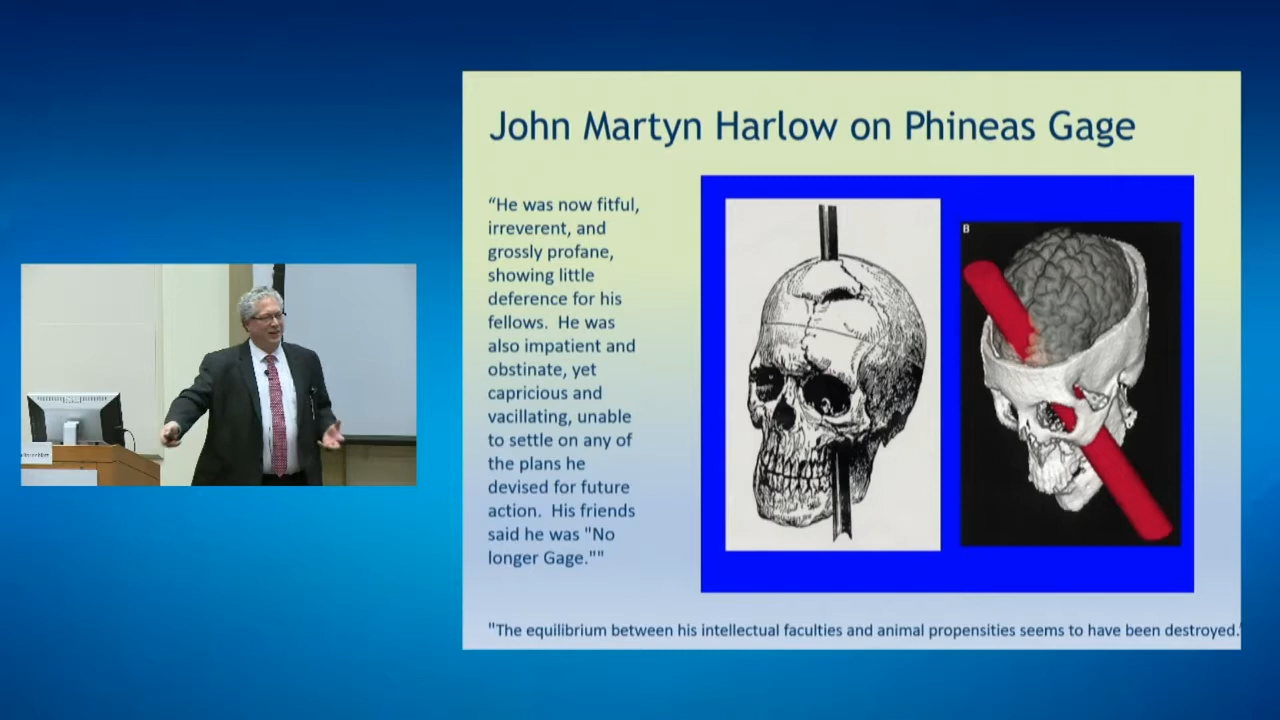 John Martyn Harlow on Phineas Gage
“He was now fitful,
irreverent, and
grossly profane,
showing little
deference for his
fellows.  He was
also impatient and
obstinate, yet
capricious and
vacillating, unable
to settle on any of
the plans he
devised for future
action.  His friends
said he was "No
longer Gage.""
B
"The equilibrium between his intellectual faculties and animal propensities seems to have been destroyed.'